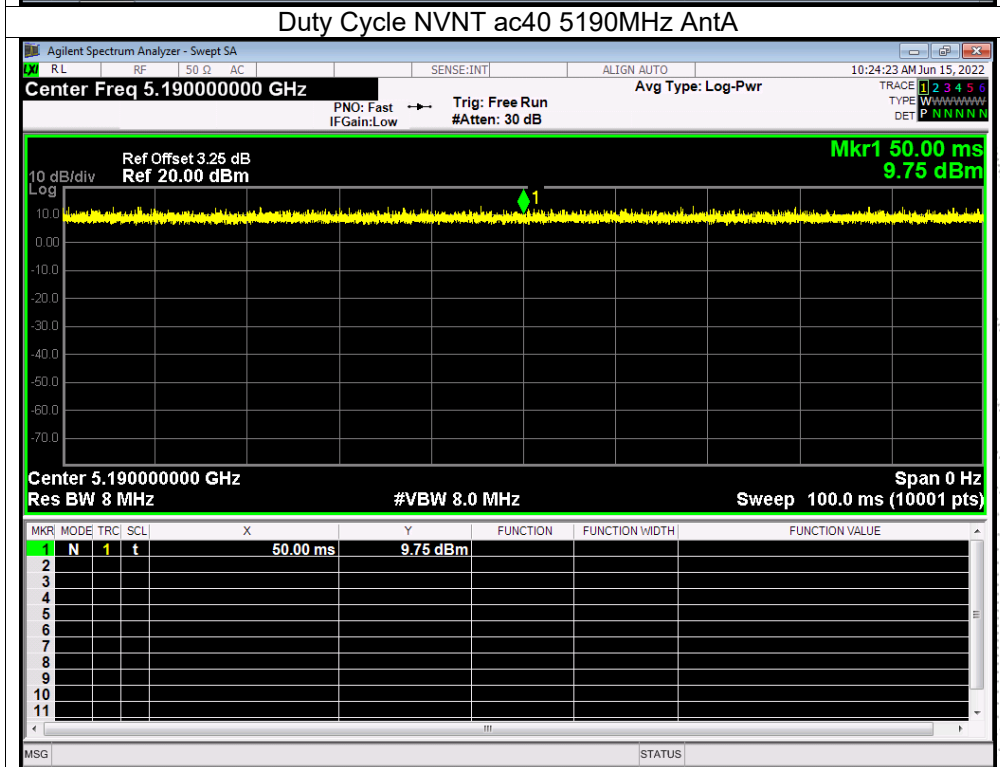 Duty Cycle NVNT ac40 5190MHz AntA
Agilent Spectrum Analyzer - Swept SA
LXI RL RF 50 Ω AC SENSE:INT ALIGN AUTO 10:24:23 AM Jun 15, 2022
Center Freq 5.190000000 GHz Avg Type: Log-Pwr TRACE 1 2 3 4 5 6
PNO: Fast Trig: Free Run TYPE WWWWWW
IFGain:Low #Atten: 30 dB DET P N N N N N
Mkr1 50.00 ms
Ref Offset 3.25 dB
10 dB/div Ref 20.00 dBm 9.75 dBm
Log
1
10.0
0.00
-10.0
-20.0
-30.0
-40.0
-50.0
-60.0
-70.0
Center 5.190000000 GHz Span 0 Hz
Res BW 8 MHz #VBW 8.0 MHz Sweep 100.0 ms (10001 pts)
MKR MODE TRC SCL X Y FUNCTION FUNCTION WIDTH FUNCTION VALUE
1 N 1 t 50.00 ms 9.75 dBm
2
3
4
5
6
7
8
9
10
11
MSG STATUS